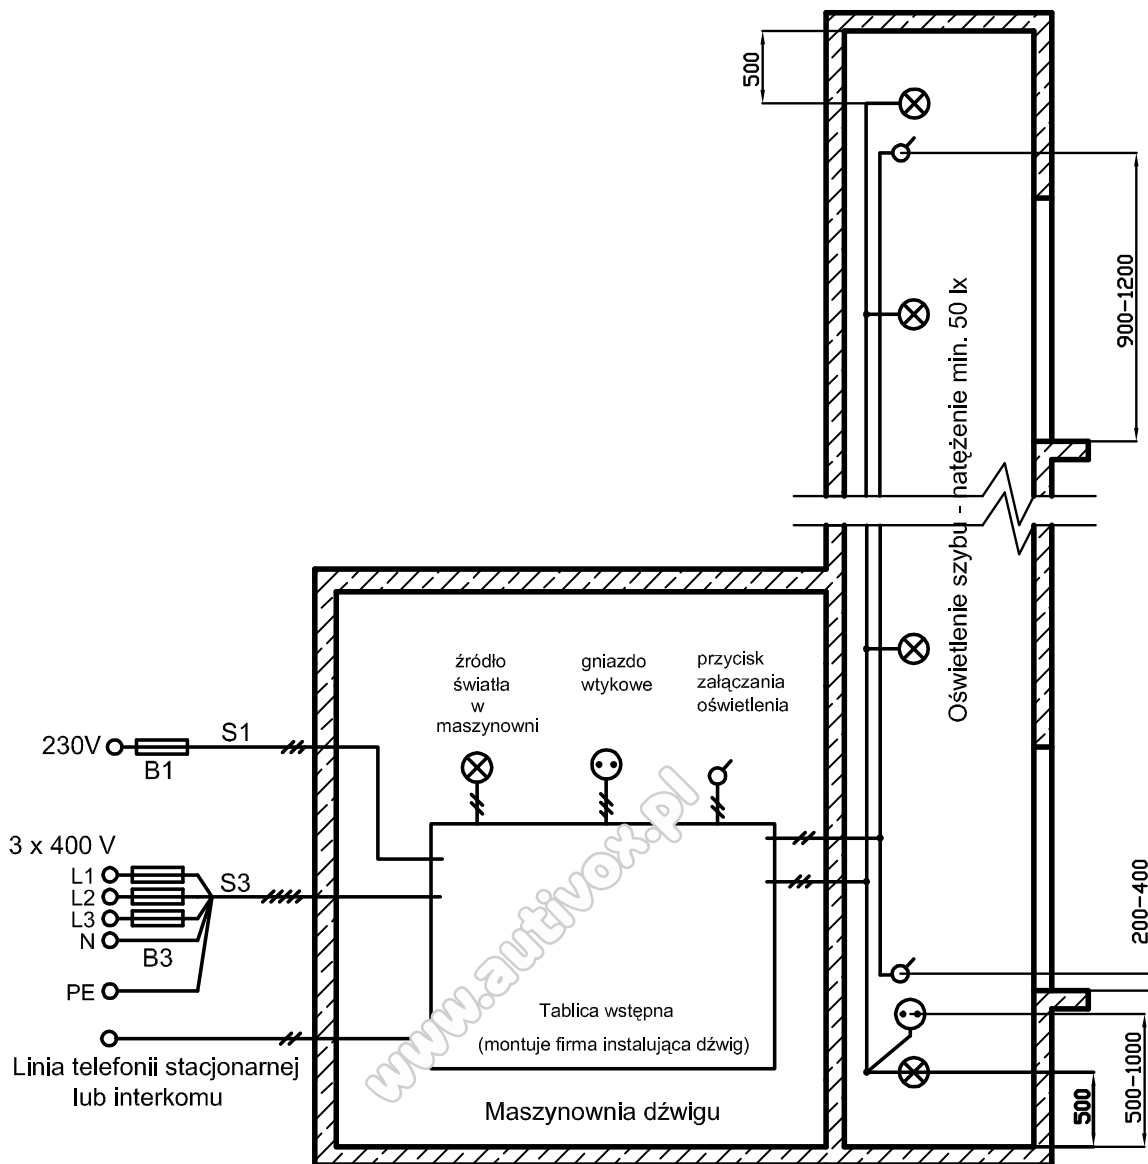 500
900-1200
Oświetlenie szybu - natężenie min. 50 lx
źródło
światła
w
maszynowni
gniazdo
wtykowe
przycisk
załączania
oświetlenia
230V
S1
B1
3 x 400 V
L1
L2
L3
N
PE
S3
B3
Linia telefonii stacjonarnej
lub interkomu
Tablica wstępna
(montuje firma instalująca dźwig)
Maszynownia dźwigu
www.autivox.pl
200-400
500-1000
500